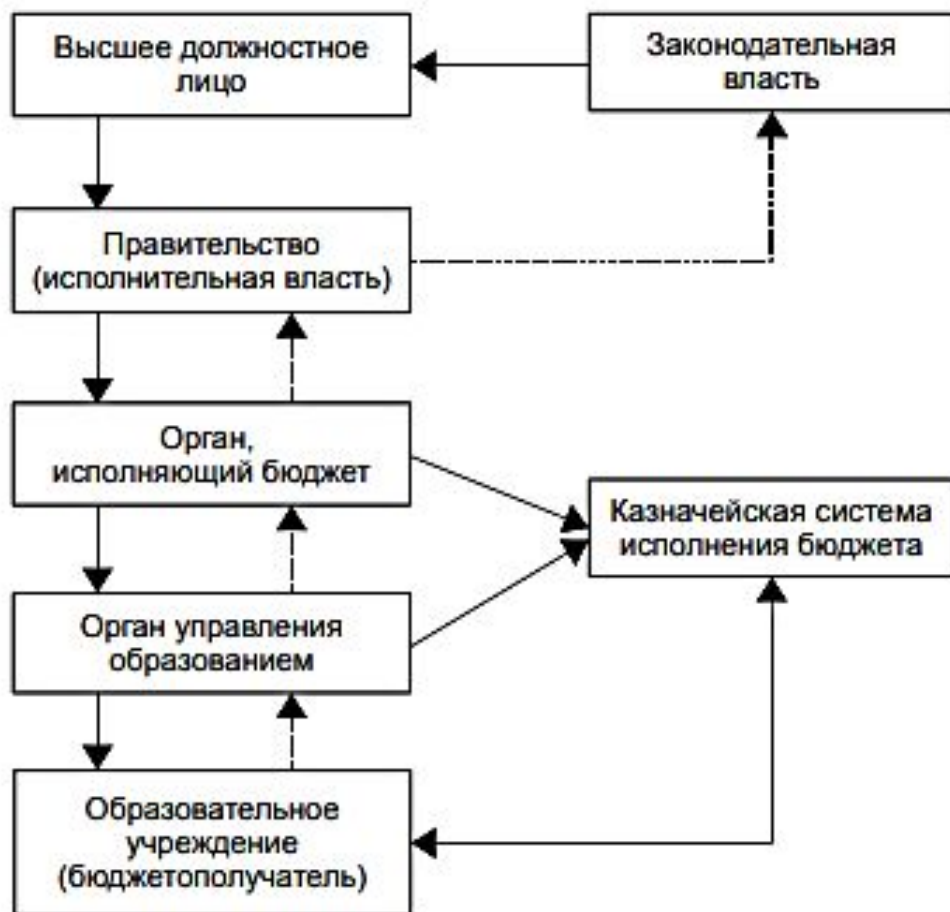 Высшее должностное
лицо
Законодательная
власть
Правительство
(исполнительная власть)
Орган,
исполняющий бюджет
Казначейская система
исполнения бюджета
Орган управления
образованием
Образовательное
учреждение
(бюджетополучатель)